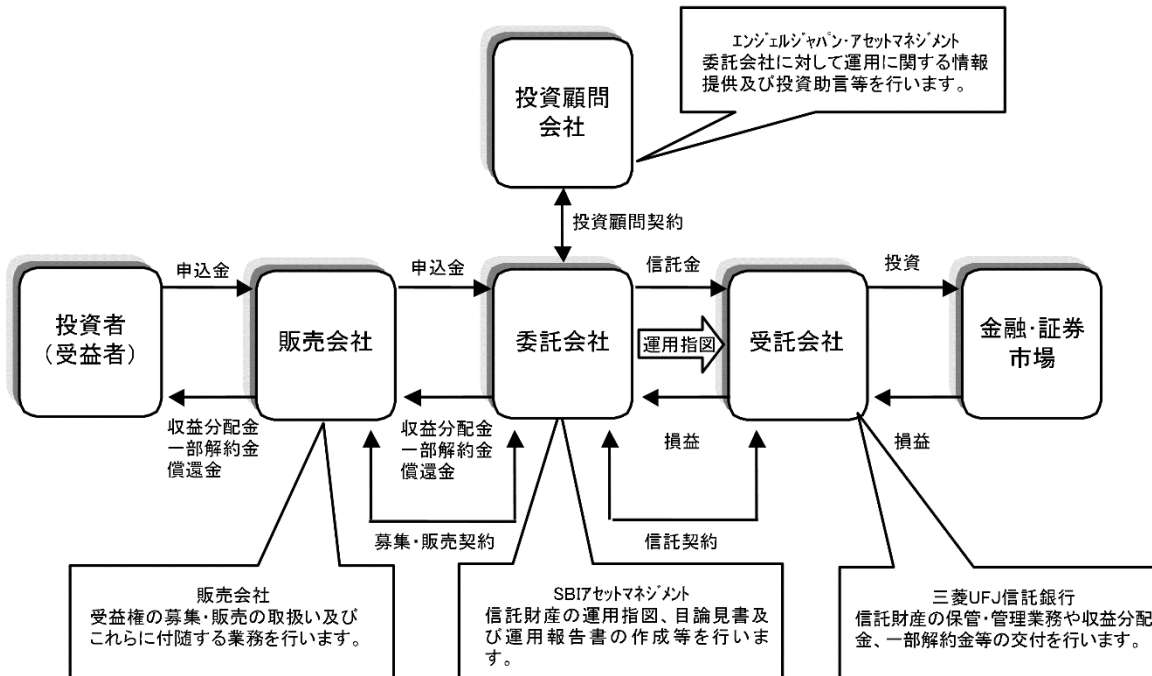 エンジェルジャパン・アセットマネジメント
委託会社に対して運用に関する情報
提供及び投資助言等を行います。
投資顧問
会社
投資顧問契約
申込金
申込金
信託金
投資
投資者
（受益者）
販売会社
委託会社
運用指図
受託会社
金融・証券
市場
収益分配金
一部解約金
償還金
収益分配金
一部解約金
償還金
損益
損益
募集・販売契約
信託契約
販売会社
受益権の募集・販売の取扱い及び
これらに付随する業務を行います。
SBIアセットマネジメント
信託財産の運用指図、目論見書及
び運用報告書の作成等を行いま
す。
三菱UFJ信託銀行
信託財産の保管・管理業務や収益分配
金、一部解約金等の交付を行います。